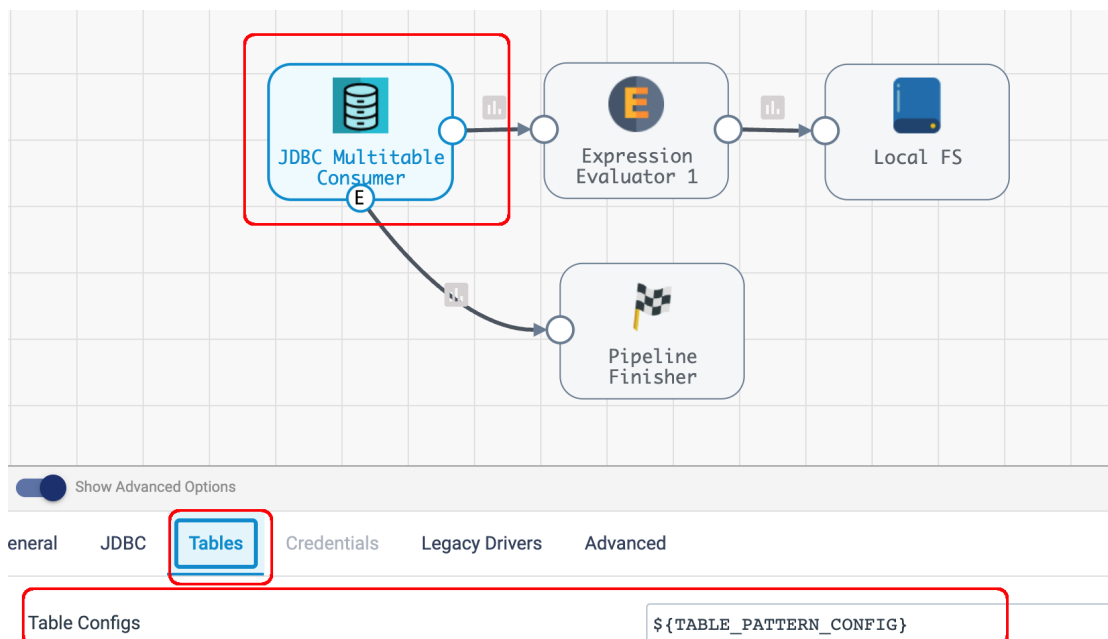 JDBC Multitable
Consumer
E
E
Expression
Evaluator 1
Local FS
Pipeline
Finisher
Show Advanced Options
eneral JDBC Tables Credentials Legacy Drivers Advanced
Table Configs ${TABLE_PATTERN_CONFIG}